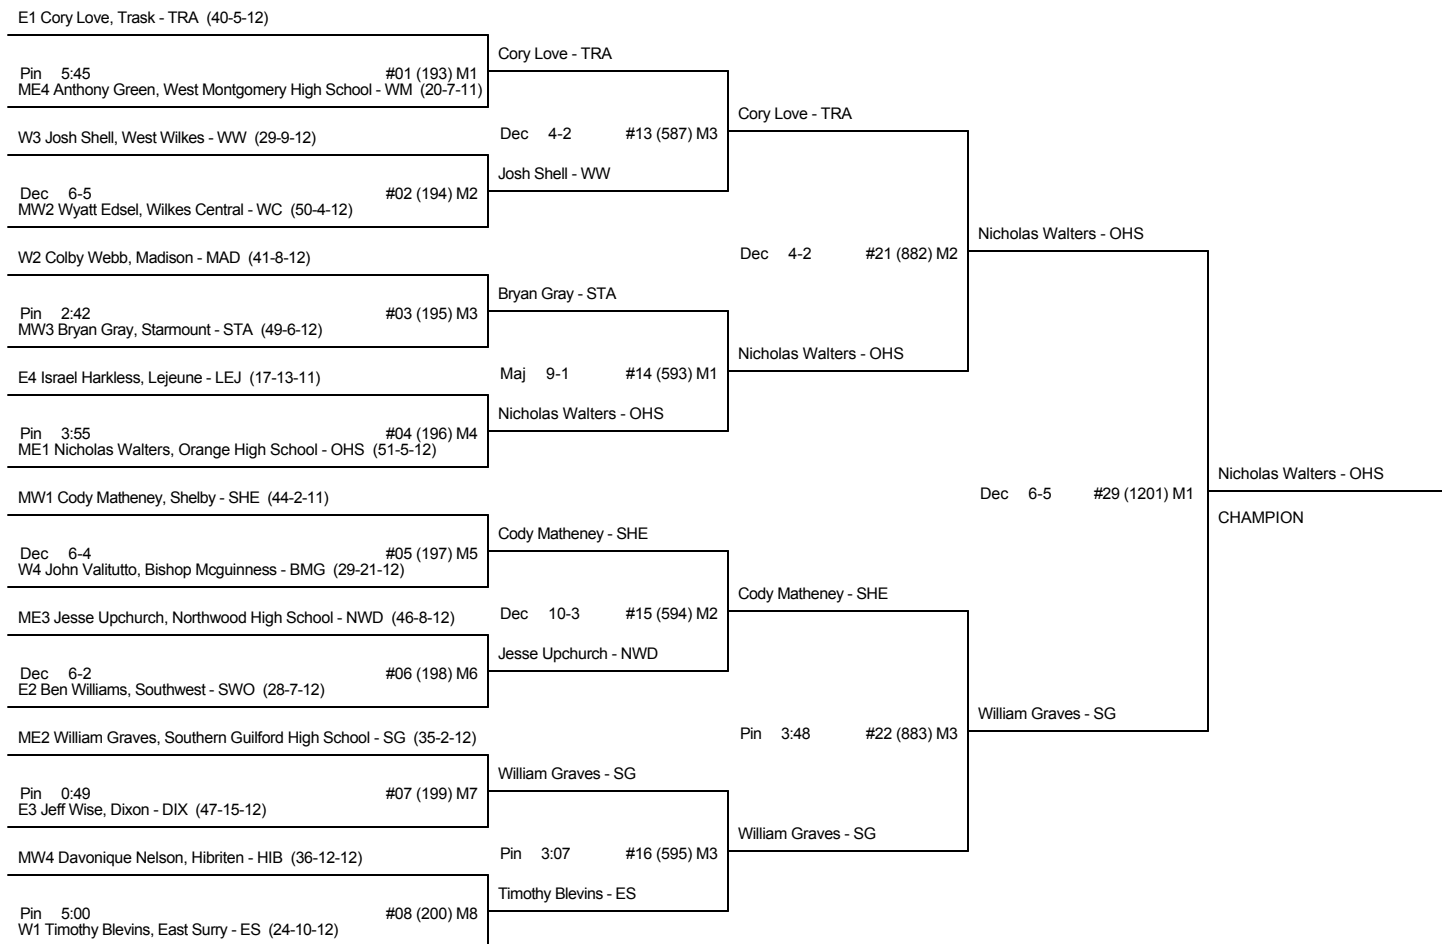 E1 Cory Love, Trask - TRA (40-5-12)
Pin 5:45 #01 (193) M1
ME4 Anthony Green, West Montgomery High School - WM (20-7-11)
W3 Josh Shell, West Wilkes - WW (29-9-12)
Dec 6-5 #02 (194) M2
MW2 Wyatt Edsel, Wilkes Central - WC (50-4-12)
W2 Colby Webb, Madison - MAD (41-8-12)
Pin 2:42 #03 (195) M3
MW3 Bryan Gray, Starmount - STA (49-6-12)
E4 Israel Harkless, Lejeune - LEJ (17-13-11)
Pin 3:55 #04 (196) M4
ME1 Nicholas Walters, Orange High School - OHS (51-5-12)
MW1 Cody Matheney, Shelby - SHE (44-2-11)
Dec 6-4 #05 (197) M5
W4 John Valitutto, Bishop Mcguinness - BMG (29-21-12)
ME3 Jesse Upchurch, Northwood High School - NWD (46-8-12)
Dec 6-2 #06 (198) M6
E2 Ben Williams, Southwest - SWO (28-7-12)
ME2 William Graves, Southern Guilford High School - SG (35-2-12)
Pin 0:49 #07 (199) M7
E3 Jeff Wise, Dixon - DIX (47-15-12)
MW4 Davonique Nelson, Hibriten - HIB (36-12-12)
Pin 5:00 #08 (200) M8
W1 Timothy Blevins, East Surry - ES (24-10-12)
Cory Love - TRA
Dec 4-2 #13 (587) M3
Josh Shell - WW
Bryan Gray - STA
Maj 9-1 #14 (593) M1
Nicholas Walters - OHS
Cody Matheney - SHE
Dec 10-3 #15 (594) M2
Jesse Upchurch - NWD
William Graves - SG
Pin 3:07 #16 (595) M3
Timothy Blevins - ES
Cory Love - TRA
Dec 4-2 #21 (882) M2
Nicholas Walters - OHS
Cody Matheney - SHE
Pin 3:48 #22 (883) M3
William Graves - SG
Nicholas Walters - OHS
Dec 6-5 #29 (1201) M1
William Graves - SG
Nicholas Walters - OHS
CHAMPION